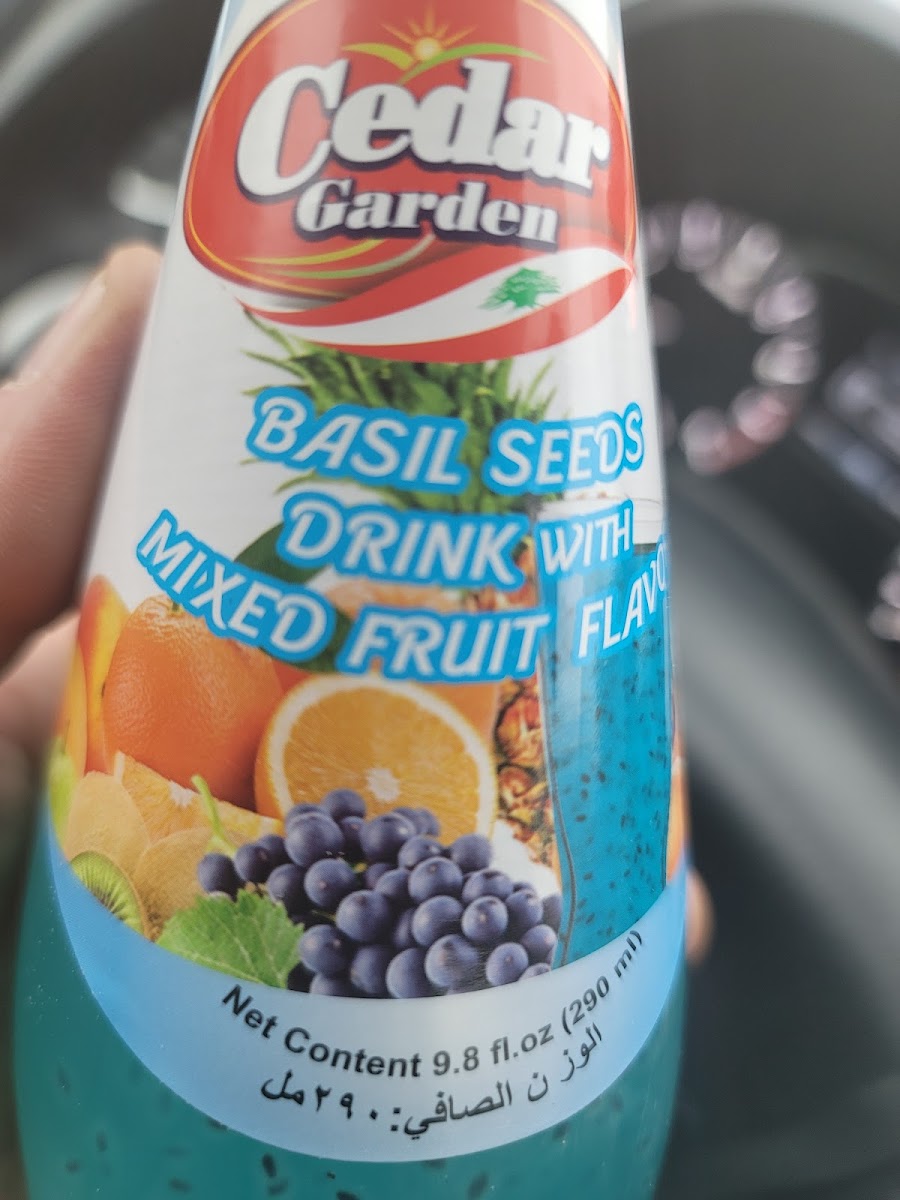 Cedar
Garden
BASIL SEEDS
DRINK WITH
MIXED FRUIT FLAVO
Net Content 9.8 fl.oz (290 ml)
الوز ن الصافي: ٢٩٠ مل